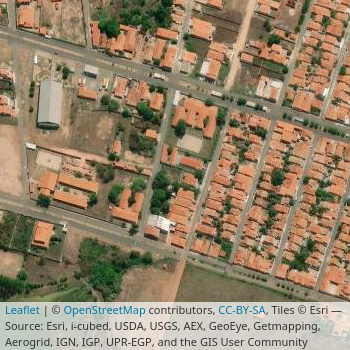 Leaflet | © OpenStreetMap contributors, CC-BY-SA, Tiles © Esri —
Source: Esri, i-cubed, USDA, USGS, AEX, GeoEye, Getmapping,
Aerogrid, IGN, IGP, UPR-EGP, and the GIS User Community